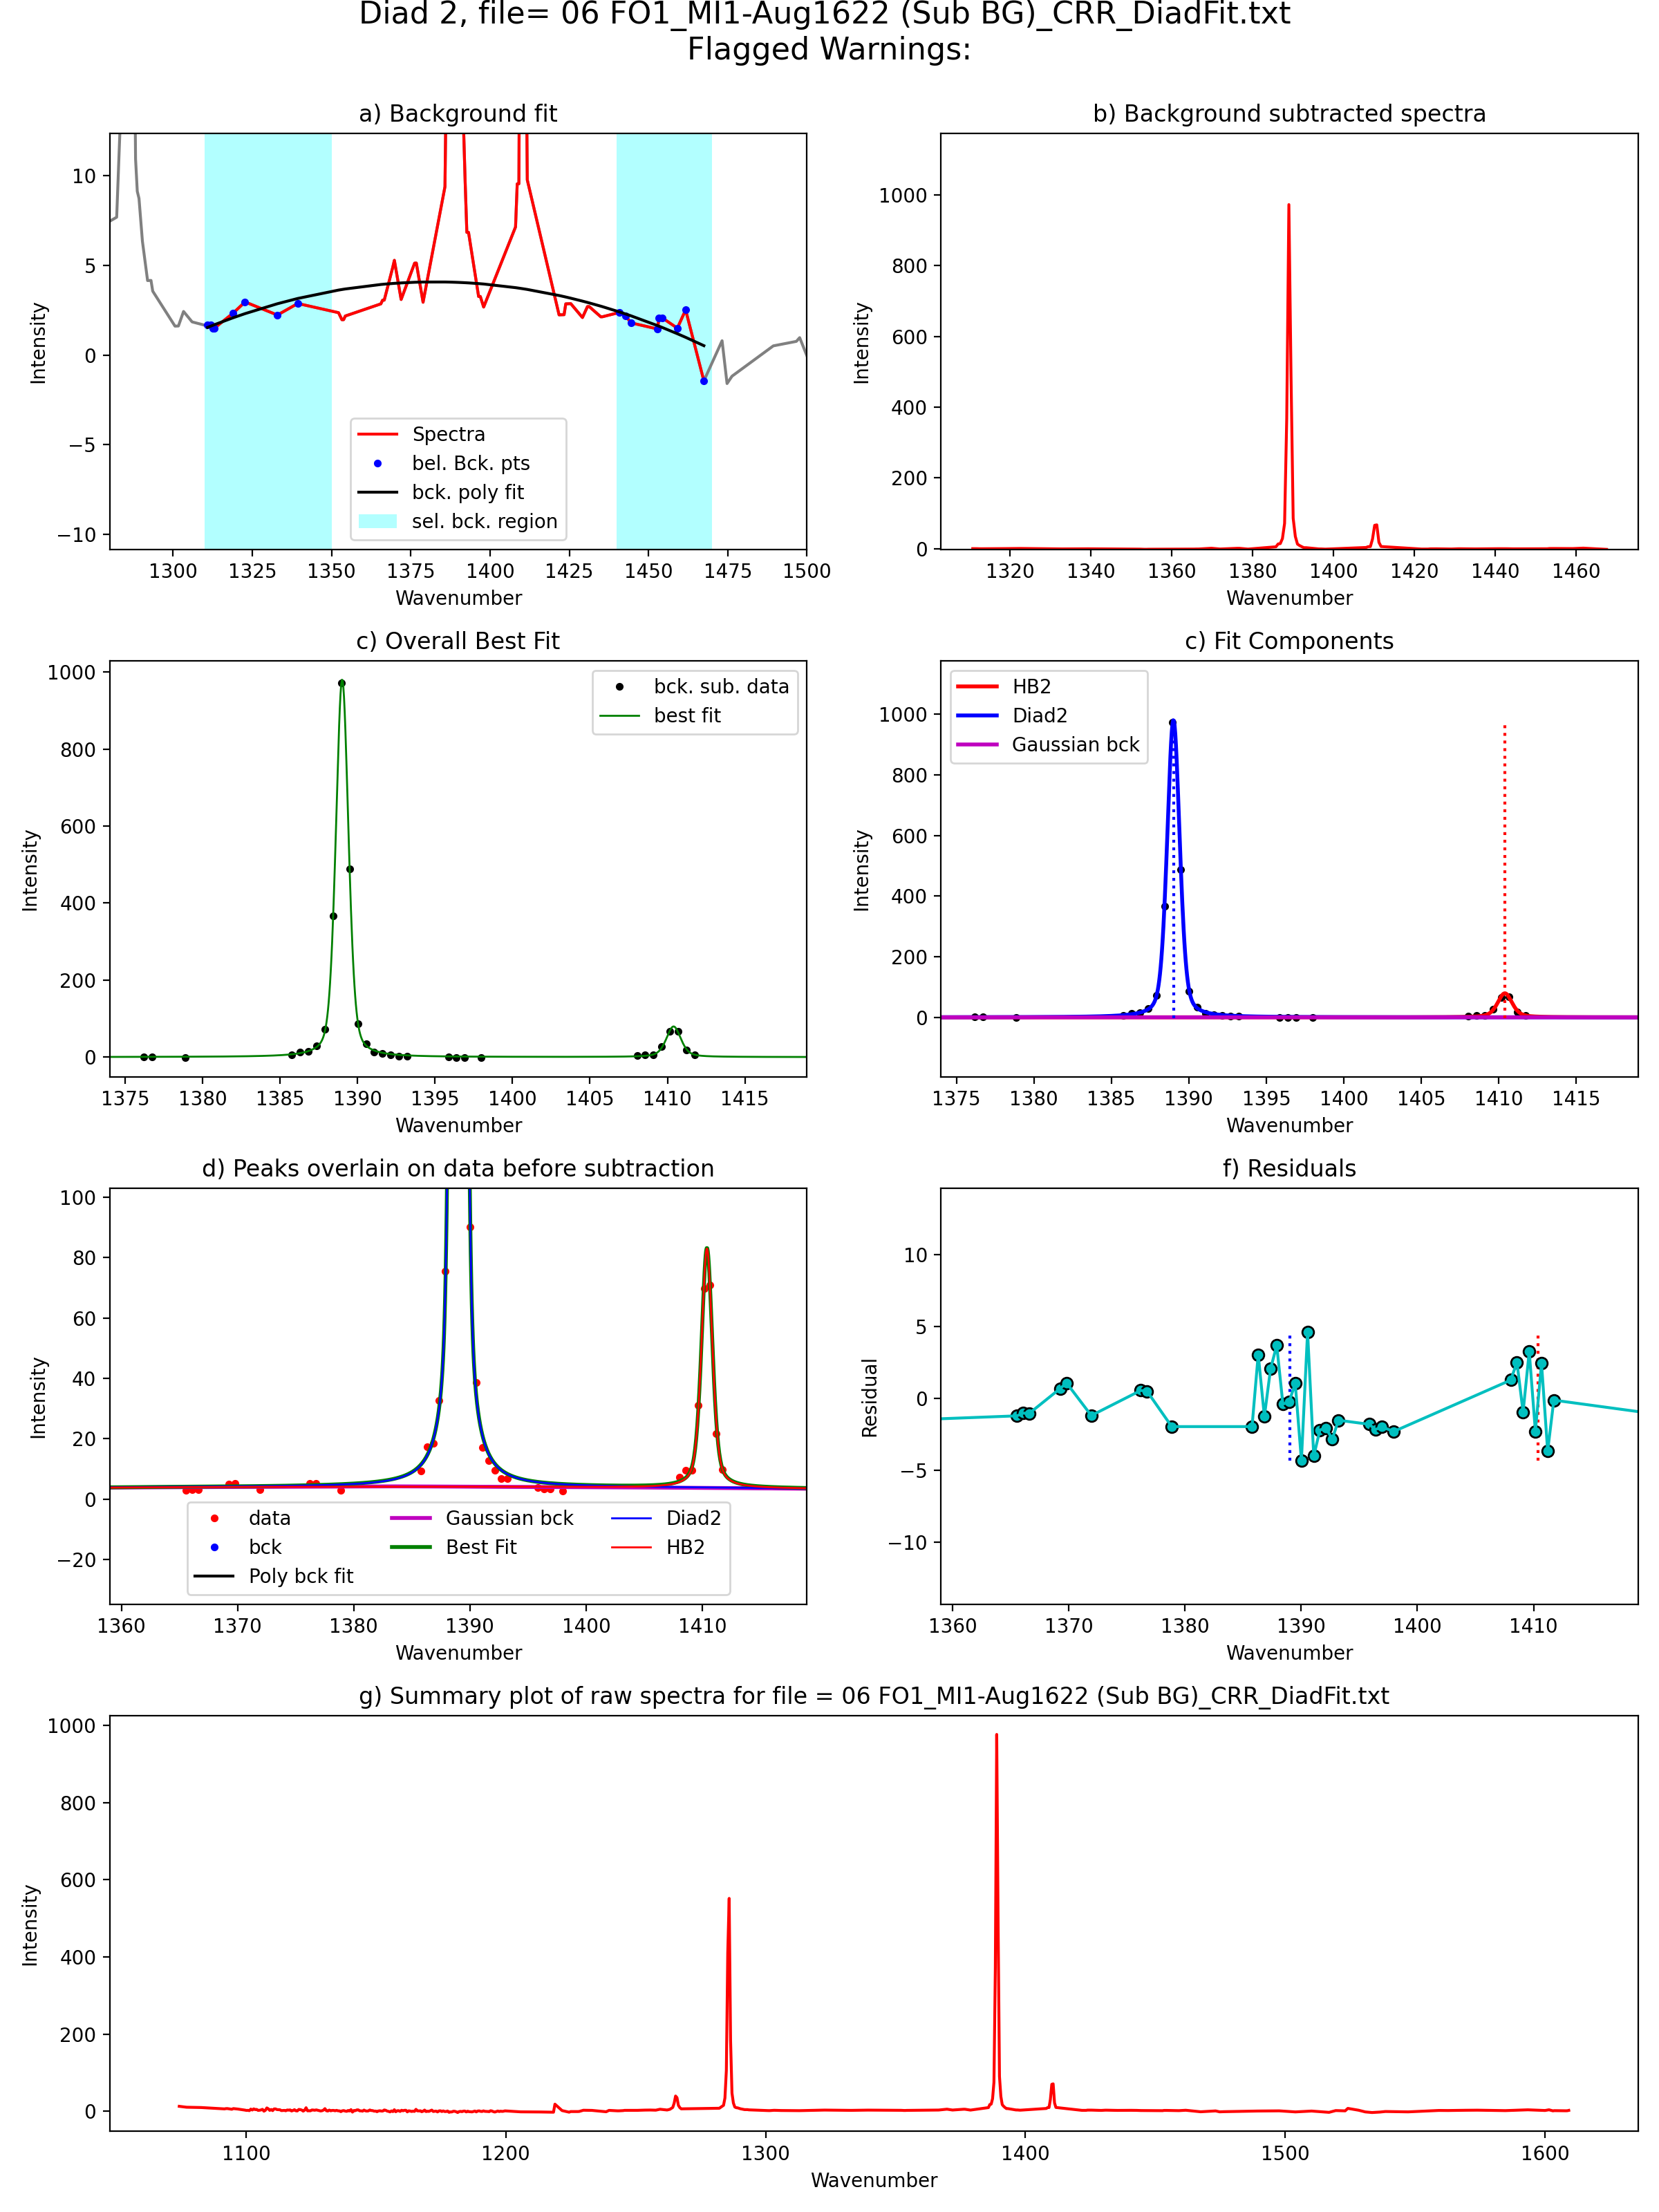 Diad 2, file= 06 FO1_MI1-Aug1622 (Sub BG)_CRR_DiadFit.txt
Flagged Warnings:
a) Background fit
10
5
0
−5
−10
Intensity
Spectra
bel. Bck. pts
bck. poly fit
sel. bck. region
1300 1325 1350 1375 1400 1425 1450 1475 1500
Wavenumber
b) Background subtracted spectra
1000
800
600
400
200
0
Intensity
1320 1340 1360 1380 1400 1420 1440 1460
Wavenumber
c) Overall Best Fit
1000
800
600
400
200
0
Intensity
bck. sub. data
best fit
1375 1380 1385 1390 1395 1400 1405 1410 1415
Wavenumber
c) Fit Components
HB2
Diad2
Gaussian bck
1000
800
600
400
200
0
Intensity
1375 1380 1385 1390 1395 1400 1405 1410 1415
Wavenumber
d) Peaks overlain on data before subtraction
100
80
60
40
20
0
−20
Intensity
data
bck
Poly bck fit
Gaussian bck
Best Fit
Diad2
HB2
1360 1370 1380 1390 1400 1410
Wavenumber
f) Residuals
10
5
0
−5
−10
Residual
1360 1370 1380 1390 1400 1410
Wavenumber
g) Summary plot of raw spectra for file = 06 FO1_MI1-Aug1622 (Sub BG)_CRR_DiadFit.txt
1000
800
600
400
200
0
Intensity
1100 1200 1300 1400 1500 1600
Wavenumber